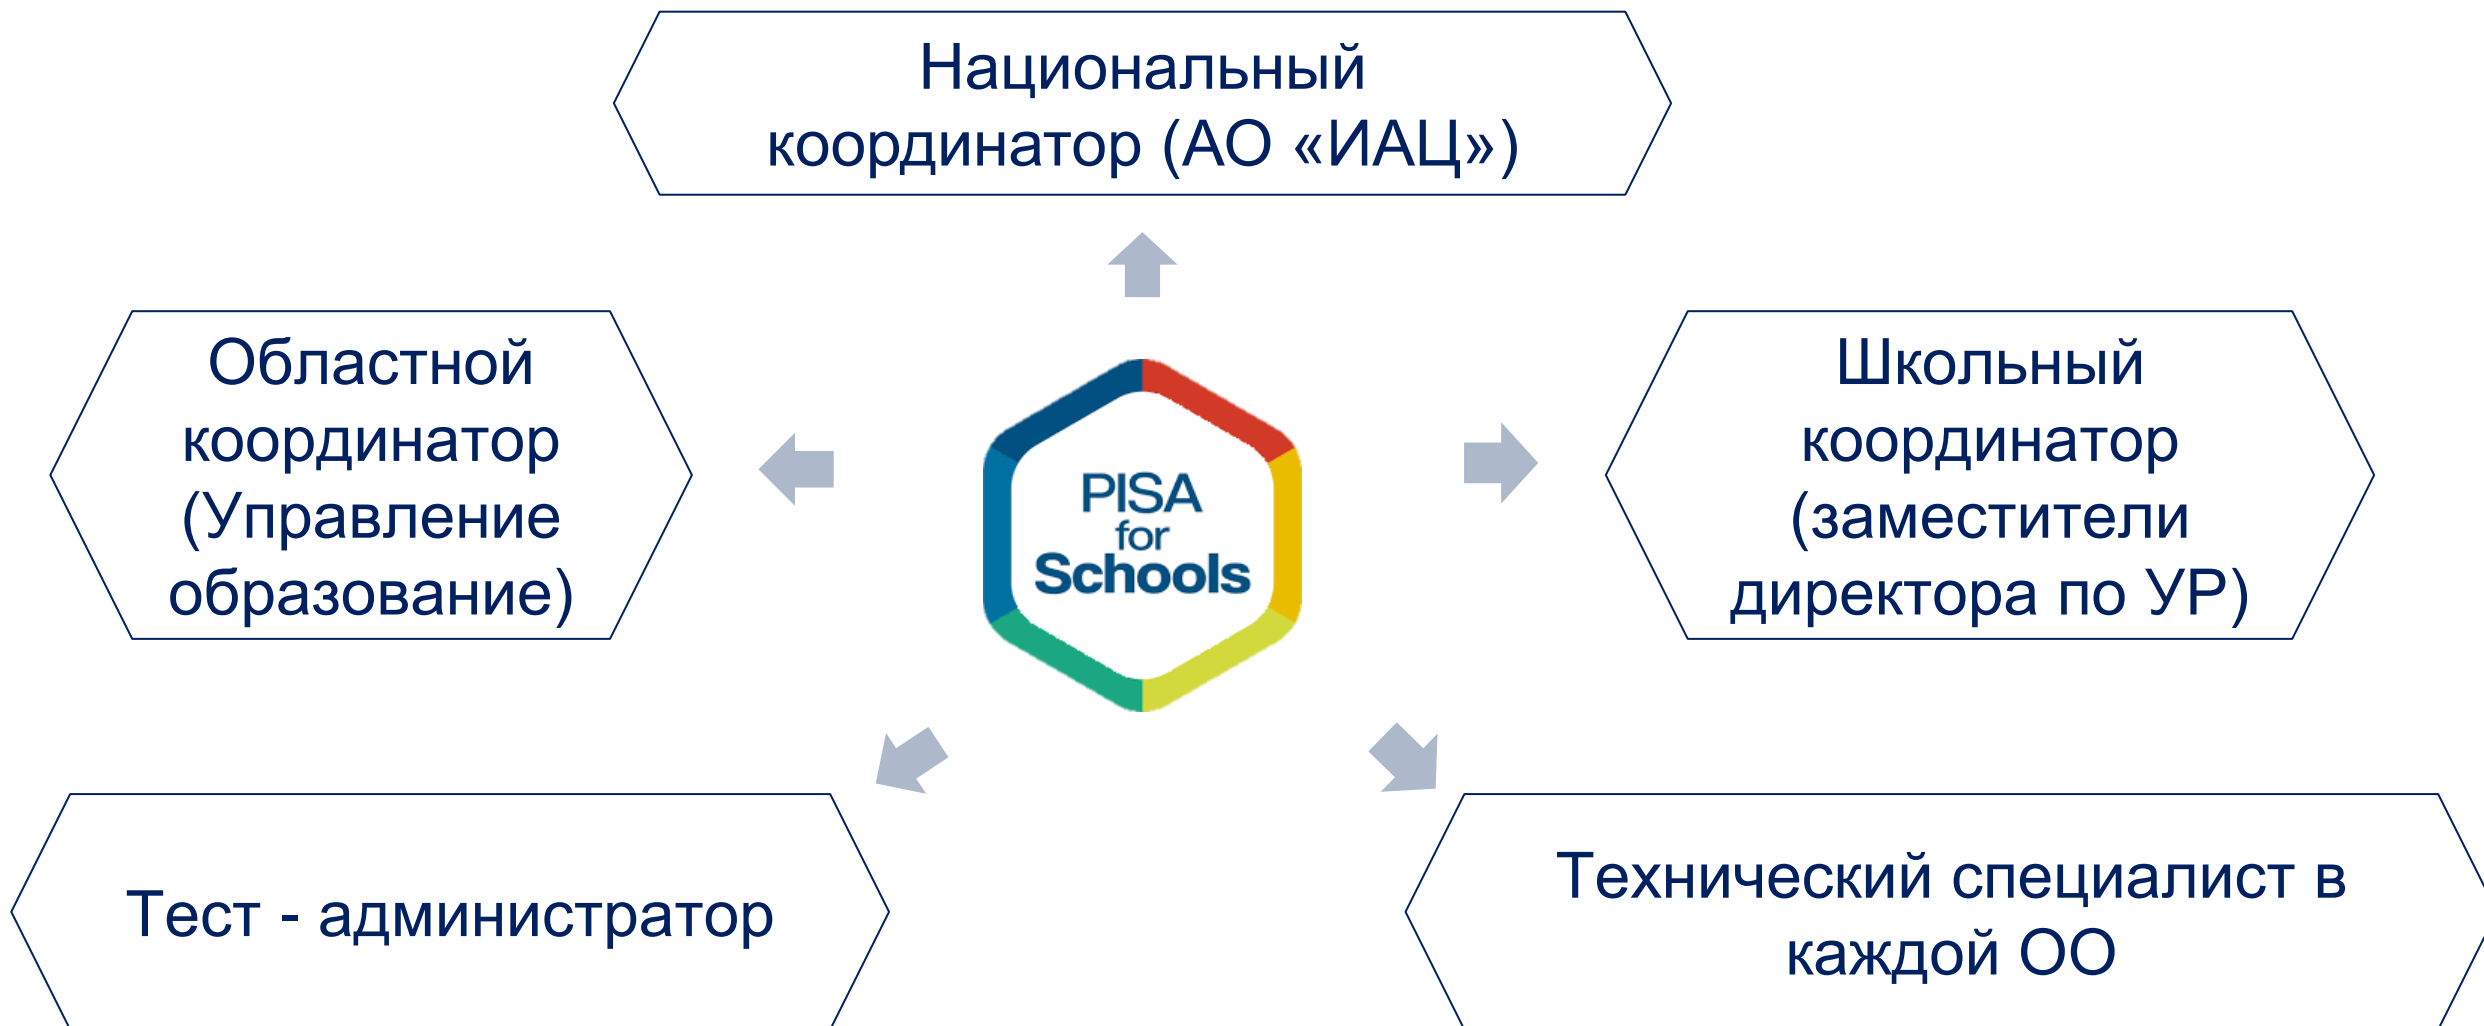 Национальный
координатор (АО «ИАЦ»)
Областной
координатор
(Управление
образование)
PISA
for
Schools
Школьный
координатор
(заместители
директора по УР)
Тест - администратор
Технический специалист в
каждой ОО